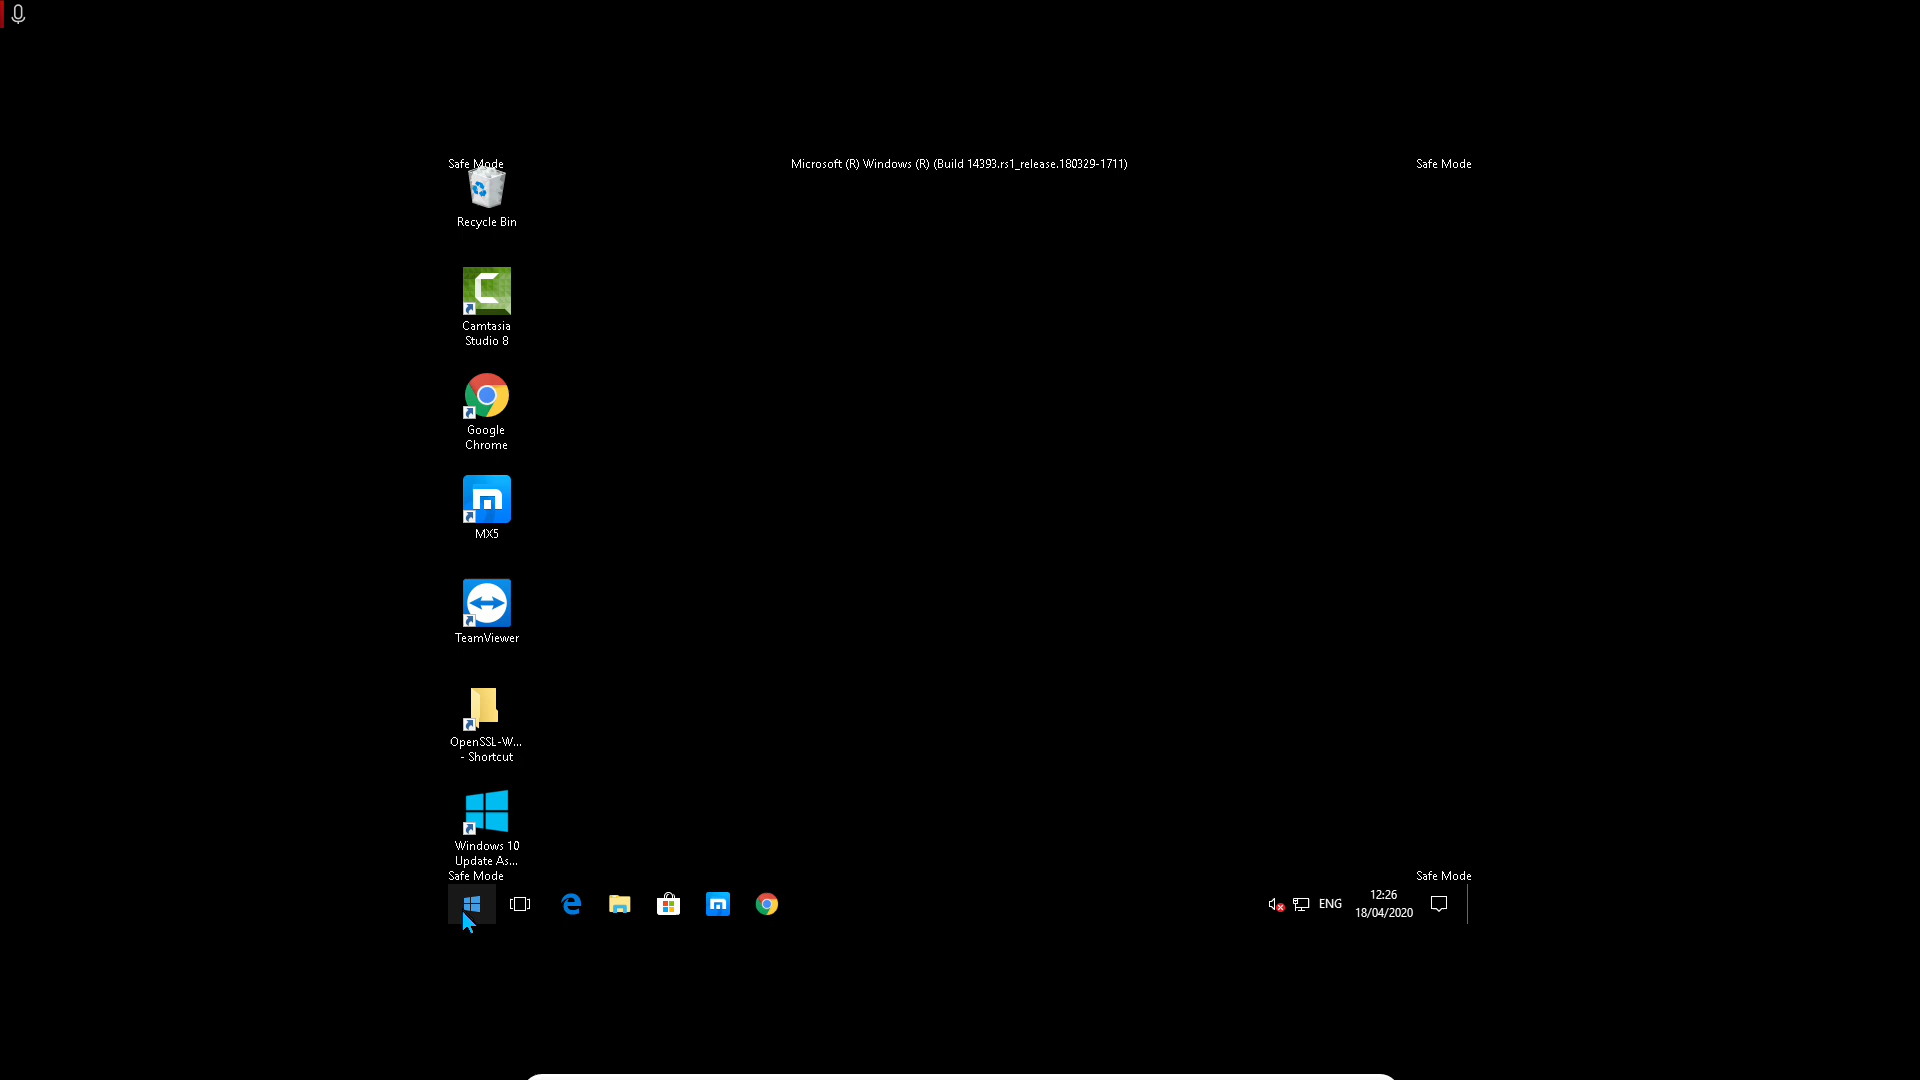 Safe Mode
Microsoft (R) Windows (R) (Build 14393.rs1_release.180329-1711)
Safe Mode
Recycle Bin
Camtasia
Studio 8
Google
Chrome
MX5
TeamViewer
OpenSSL-W...
- Shortcut
Windows 10
Update As...
Safe Mode
Safe Mode
ENG
12:26
18/04/2020